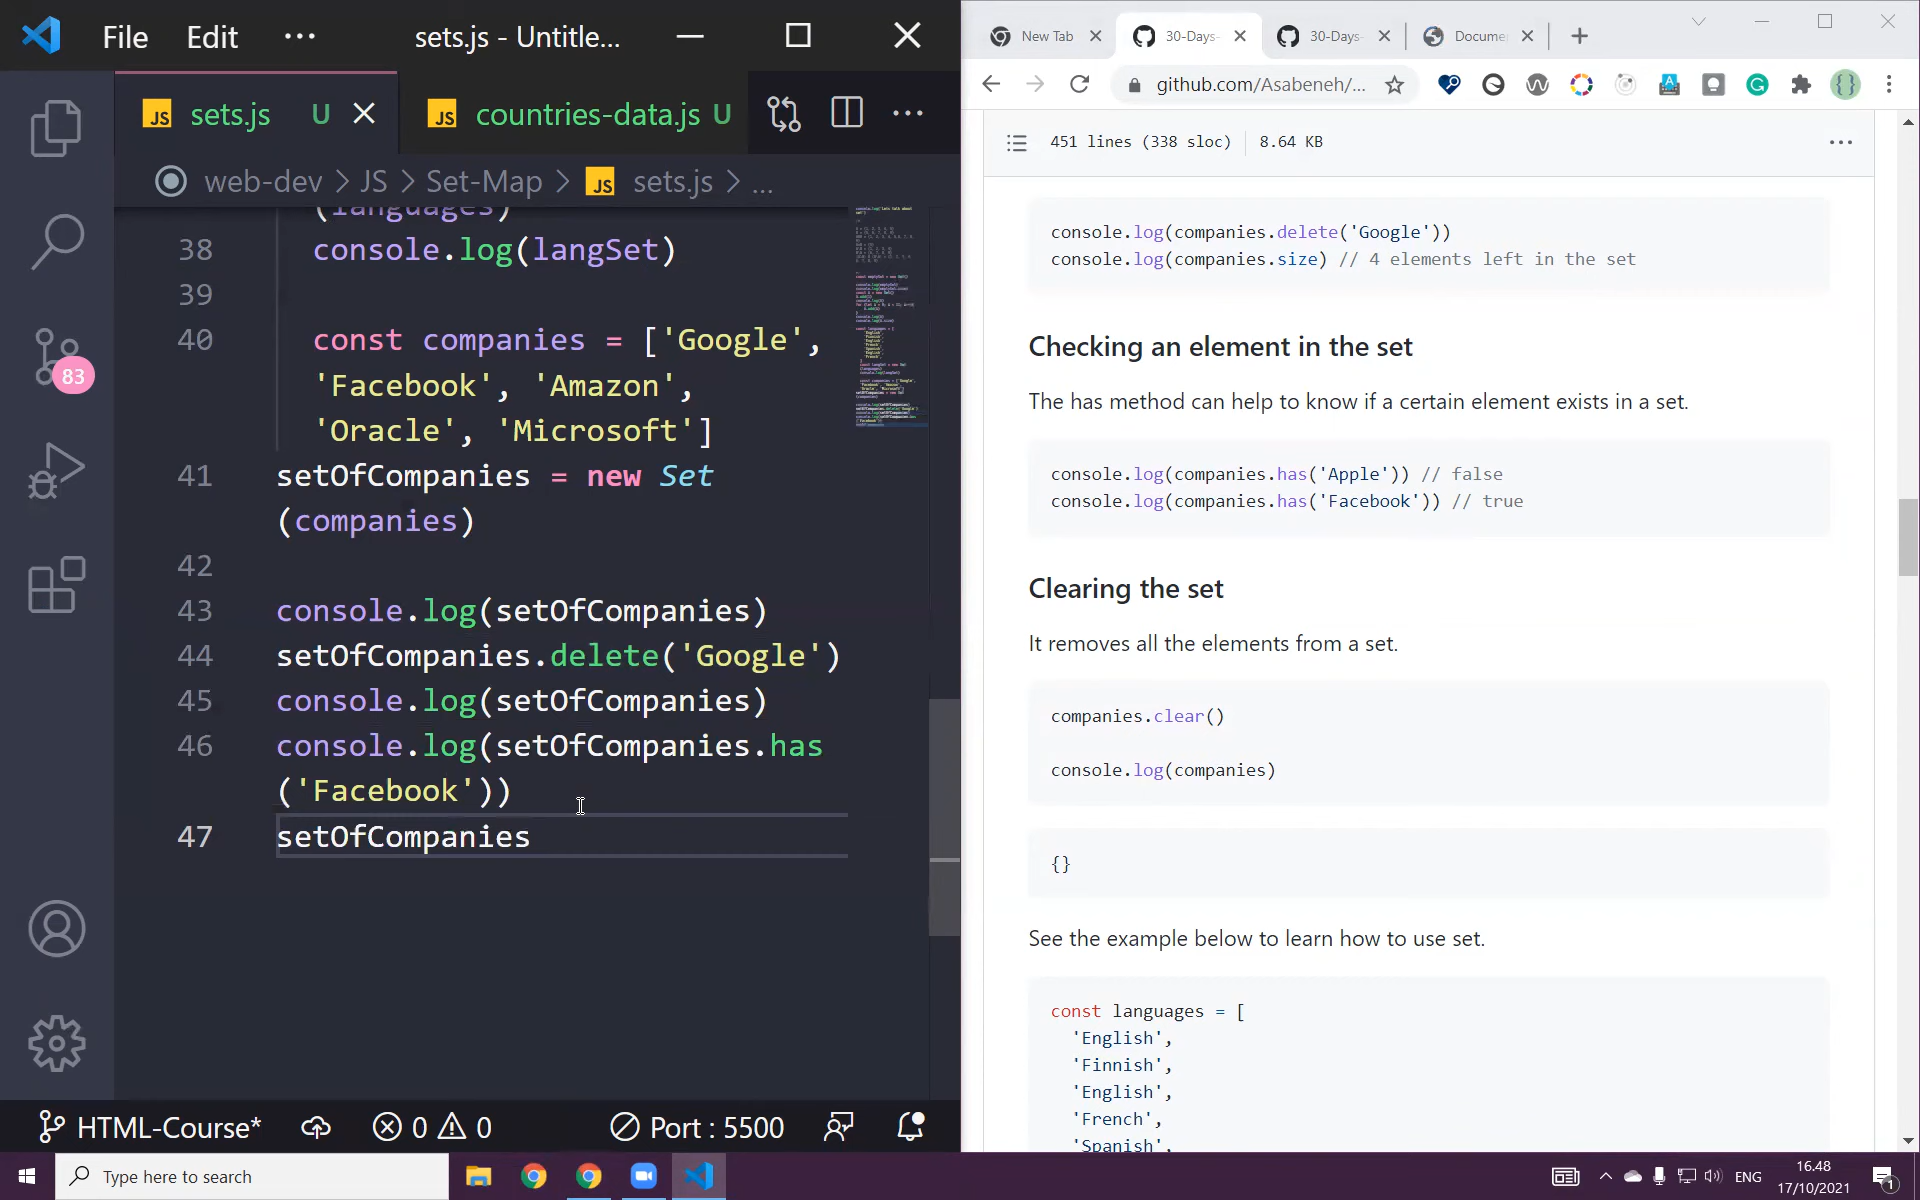 File Edit ... sets.js - Untitle...
sets.js U countries-data.js U
web-dev > JS > Set-Map > JS sets.js > ...
(languages)
38 console.log(langSet)
39
40 const companies = ['Google',
'Facebook', 'Amazon',
'Oracle', 'Microsoft']
41 setOfCompanies = new Set
(companies)
42
43 console.log(setOfCompanies)
44 setOfCompanies.delete('Google')
45 console.log(setOfCompanies)
46 console.log(setOfCompanies.has
('Facebook'))
47 setOfCompanies
83
HTML-Course* 0 0 Port : 5500
New Tab 30-Days- 30-Days- Docume
github.com/Asabeneh/...
451 lines (338 sloc) 8.64 KB
console.log(companies.delete('Google'))
console.log(companies.size) // 4 elements left in the set
Checking an element in the set
The has method can help to know if a certain element exists in a set.
console.log(companies.has('Apple')) // false
console.log(companies.has('Facebook')) // true
Clearing the set
It removes all the elements from a set.
companies.clear()
console.log(companies)
{}
See the example below to learn how to use set.
const languages = [
'English',
'Finnish',
'English',
'French',
'Spanish',
Type here to search
ENG
16.48
17/10/2021
1